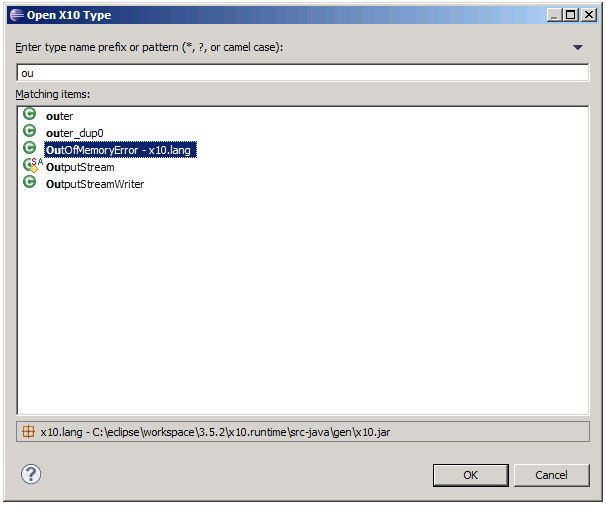 Open X10 Type
Enter type name prefix or pattern (*, ?, or camel case):
ou
Matching items:
outer
outer_dup0
OutOfMemoryError - x10.lang
OutputStream
OutputStreamWriter
x10.lang - C:\eclipse\workspace\3.5.2\x10.runtime\src-java\gen\x10.jar
OK Cancel